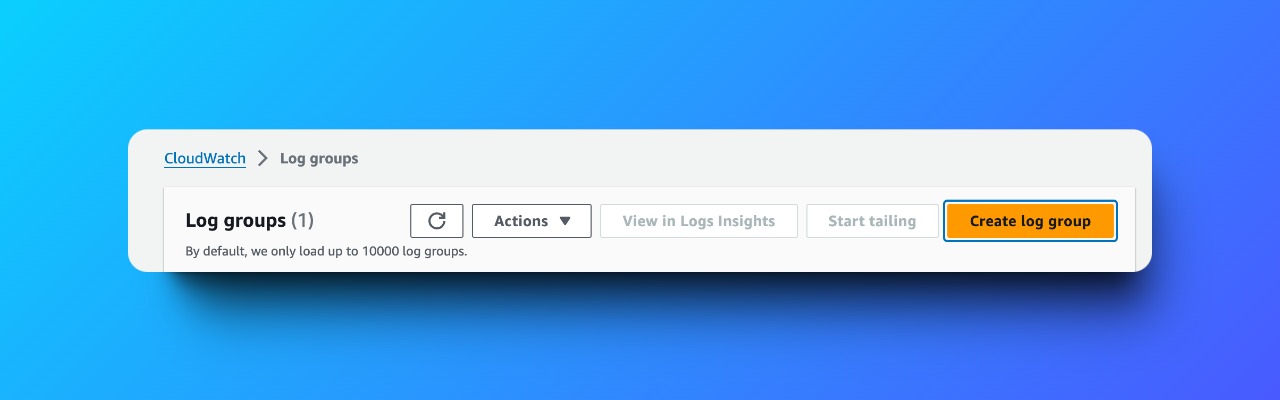 CloudWatch > Log groups
Log groups (1)
Actions ▼ View in Logs Insights Start tailing Create log group
By default, we only load up to 10000 log groups.